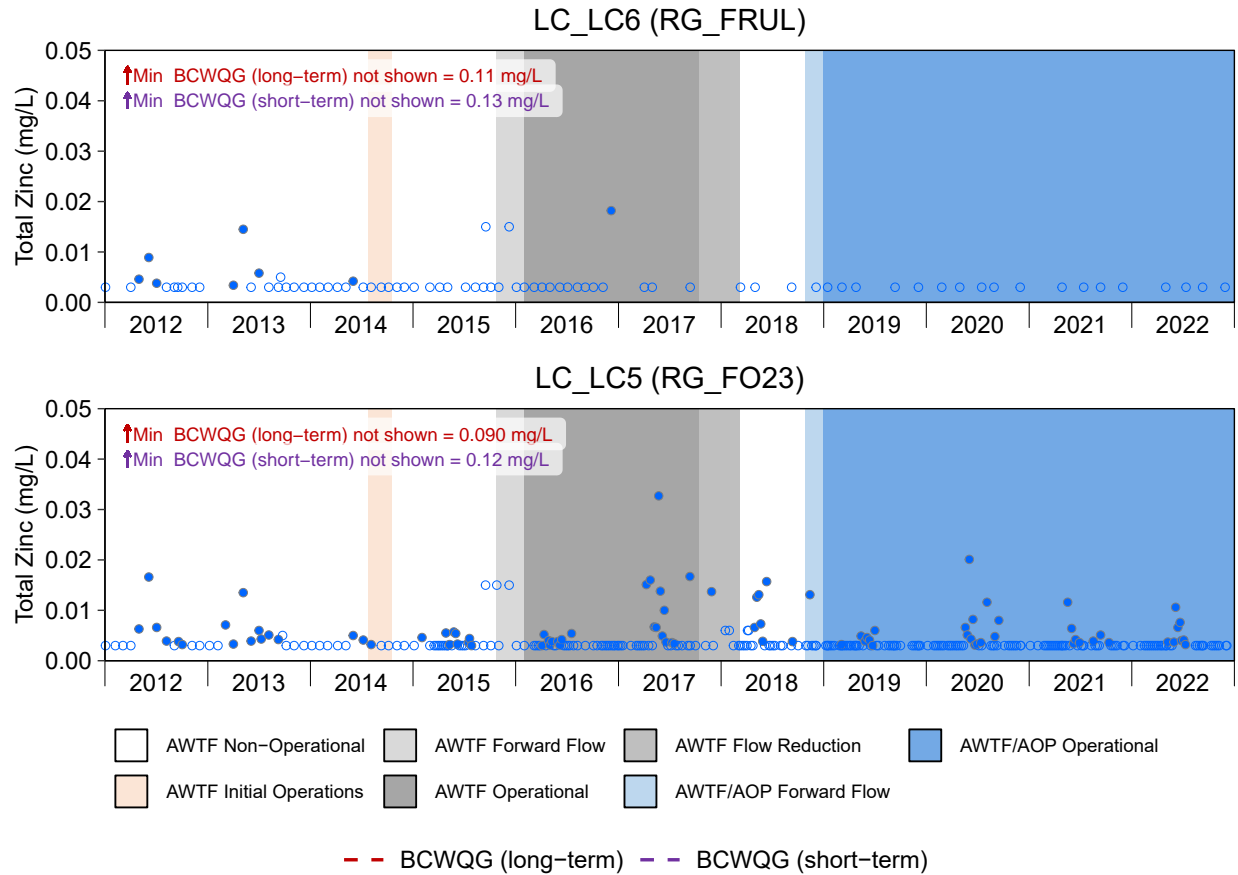 LC_LC6 (RG_FRUL)
Total Zinc (mg/L)
0.05
0.04
0.03
0.02
0.01
0.00
Min  BCWQG (long−term) not shown = 0.11 mg/L
Min  BCWQG (short−term) not shown = 0.13 mg/L
2012 2013 2014 2015 2016 2017 2018 2019 2020 2021 2022
LC_LC5 (RG_FO23)
Total Zinc (mg/L)
0.05
0.04
0.03
0.02
0.01
0.00
Min  BCWQG (long−term) not shown = 0.090 mg/L
Min  BCWQG (short−term) not shown = 0.12 mg/L
2012 2013 2014 2015 2016 2017 2018 2019 2020 2021 2022
AWTF Non−Operational AWTF Forward Flow AWTF Flow Reduction AWTF/AOP Operational
AWTF Initial Operations AWTF Operational AWTF/AOP Forward Flow
BCWQG (long−term) BCWQG (short−term)